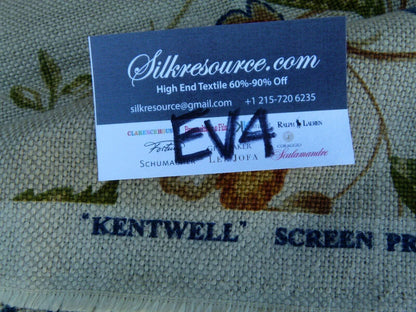 Silkresource.com
High End Textile 60%-90% Off
silkresource@gmail.com +1 215-720 6235
CLARENCE HOUSE RALPH LAUREN
EVA
SCHUMACHER LEE JOFA Scalamandre
"KENTWELL" SCREEN PR